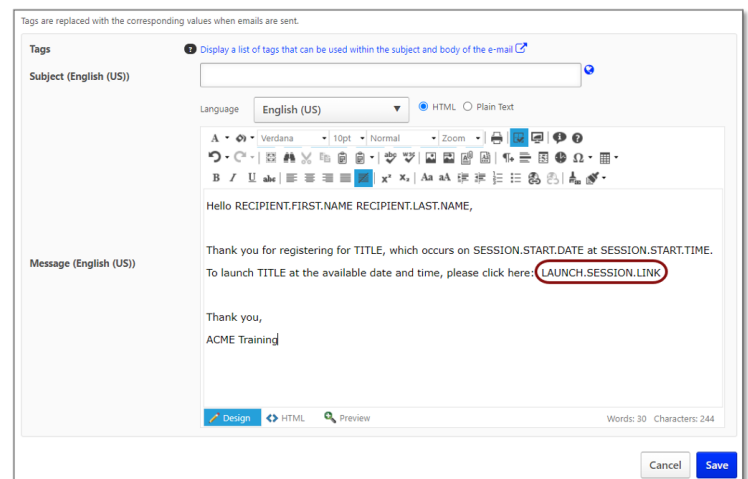 Tags are replaced with the corresponding values when emails are sent.
Tags
Display a list of tags that can be used within the subject and body of the e-mail
Subject (English (US))
Language English (US) HTML Plain Text
A Verdana 10pt Normal Zoom
B I U abc x² x₂ Aa aA
Hello RECIPIENT.FIRST.NAME RECIPIENT.LAST.NAME,
Thank you for registering for TITLE, which occurs on SESSION.START.DATE at SESSION.START.TIME.
Message (English (US))
To launch TITLE at the available date and time, please click here: LAUNCH.SESSION.LINK
Thank you,
ACME Training
Design HTML Preview Words: 30 Characters: 244
Cancel Save